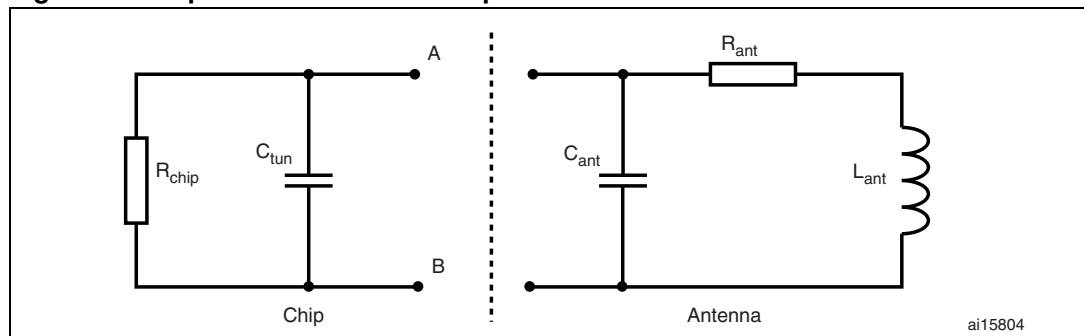 A
R_ant
R_chip
C_tun
C_ant
L_ant
B
Chip
Antenna
ai15804